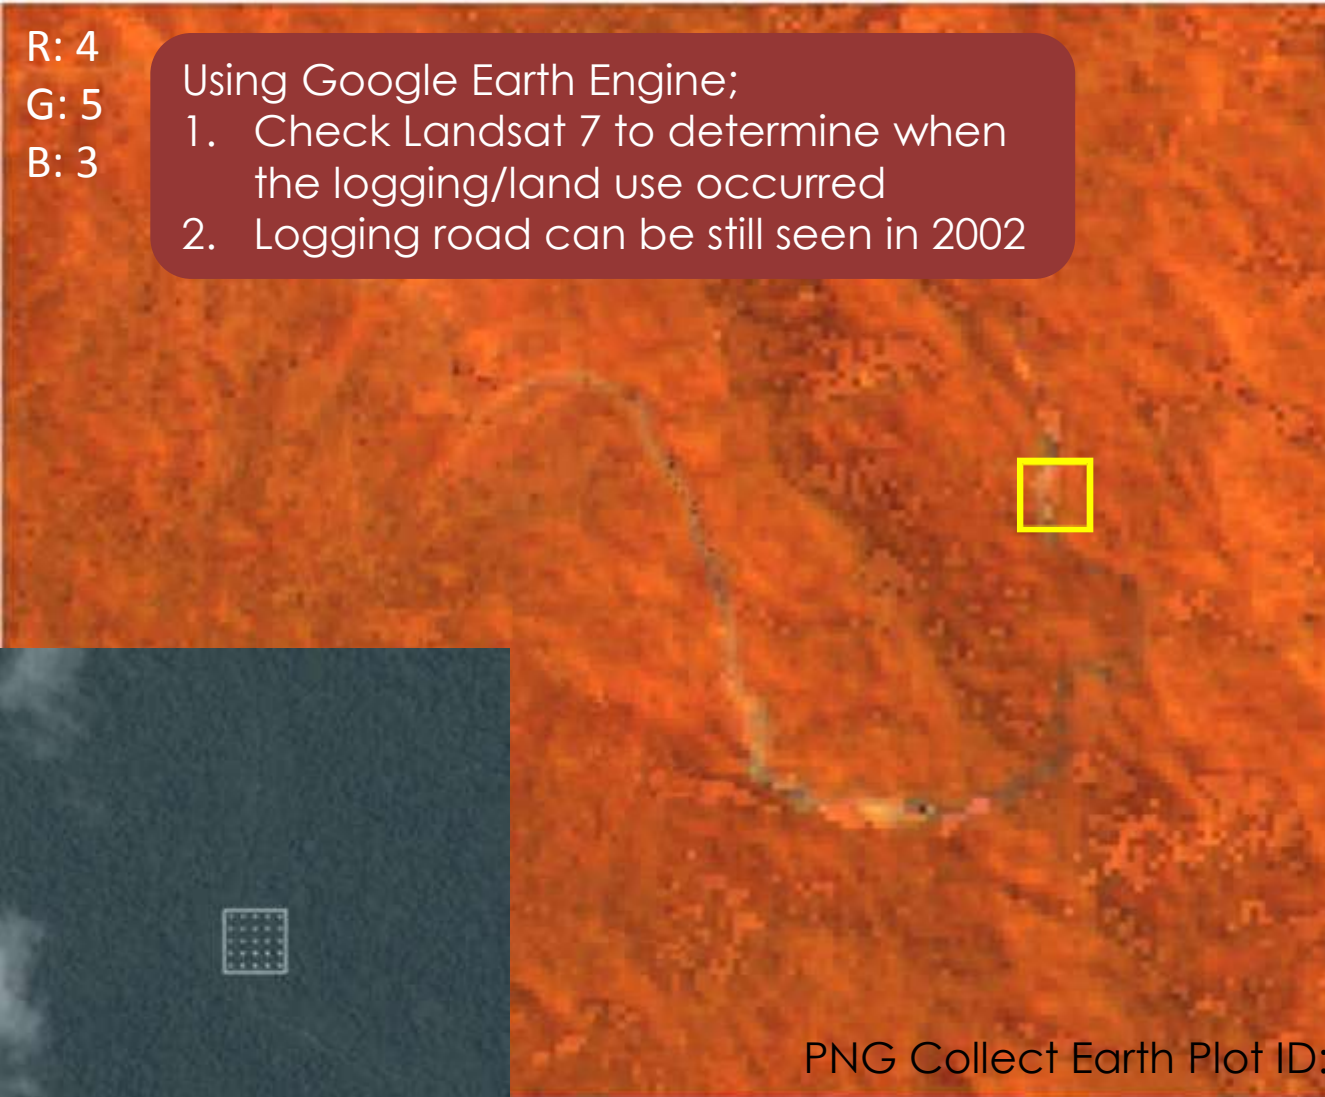 R: 4
G: 5
B: 3
Using Google Earth Engine;
1. Check Landsat 7 to determine when
the logging/land use occurred
2. Logging road can be still seen in 2002
PNG Collect Earth Plot ID: